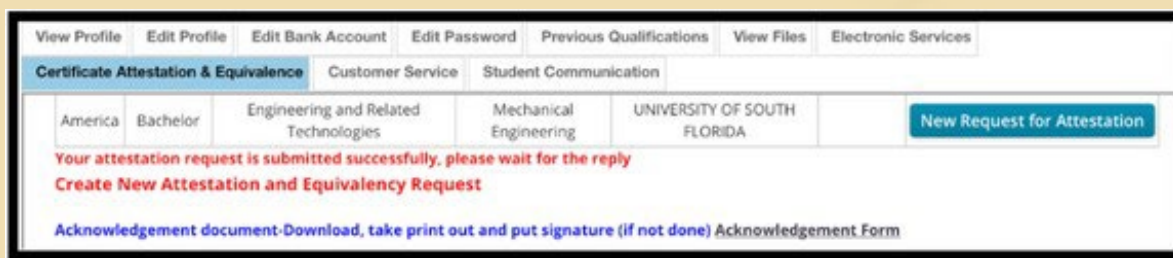 View Profile Edit Profile Edit Bank Account Edit Password Previous Qualifications View Files Electronic Services
Certificate Attestation & Equivalence Customer Service Student Communication
America Bachelor Engineering and Related Technologies Mechanical Engineering UNIVERSITY OF SOUTH FLORIDA New Request for Attestation
Your attestation request is submitted successfully, please wait for the reply
Create New Attestation and Equivalency Request
Acknowledgement document-Download, take print out and put signature (if not done) Acknowledgement Form